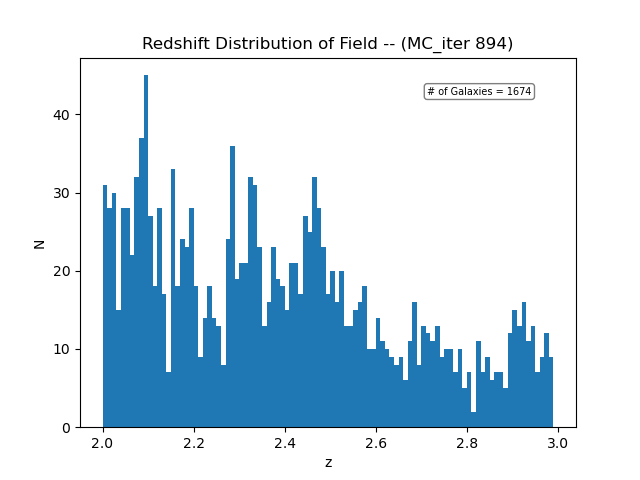 Redshift Distribution of Field -- (MC_iter 894)
# of Galaxies = 1674
N
40
30
20
10
0
2.0 2.2 2.4 2.6 2.8 3.0
z